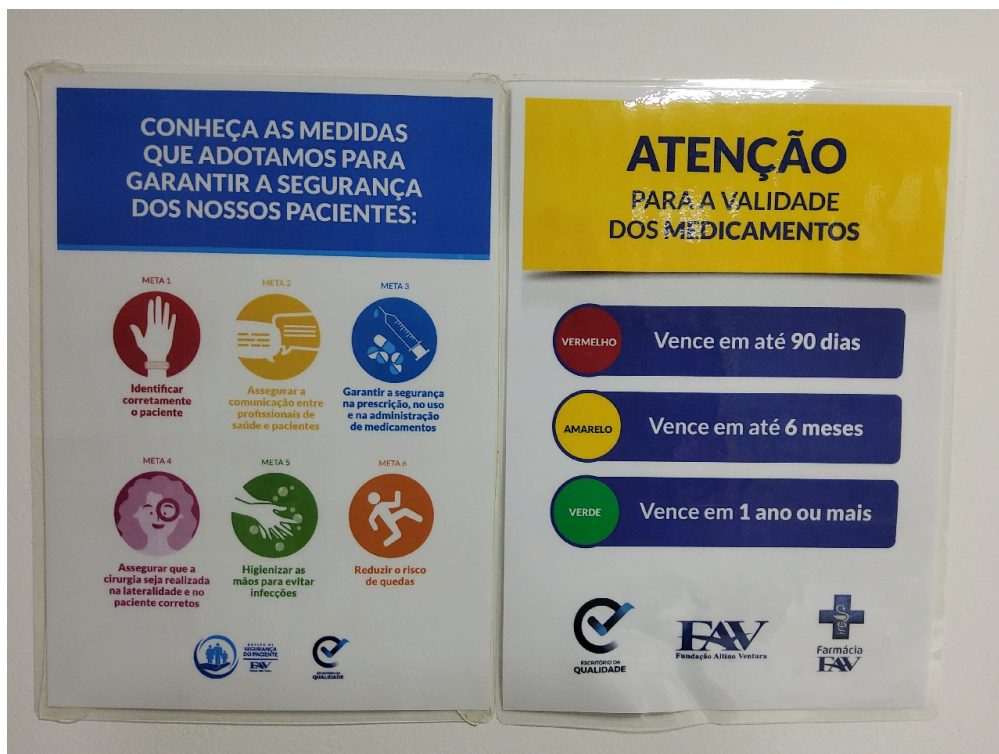 CONHEÇA AS MEDIDAS
QUE ADOTAMOS PARA
GARANTIR A SEGURANÇA
DOS NOSSOS PACIENTES:
META 1
Identificar
corretamente
o paciente
META 2
Assegurar a
comunicação entre
profissionais de
saúde e pacientes
META 3
Garantir a segurança
na prescrição, no uso
e na administração
de medicamentos
META 4
Assegurar que a
cirurgia seja realizada
na lateralidade e no
paciente corretos
META 5
Higienizar as
mãos para evitar
infecções
META 6
Reduzir o risco
de quedas
NÚCLEO DE
SEGURANÇA
DO PACIENTE
FAV
ESCRITÓRIO DA
QUALIDADE
ATENÇÃO
PARA A VALIDADE
DOS MEDICAMENTOS
VERMELHO
Vence em até 90 dias
AMARELO
Vence em até 6 meses
VERDE
Vence em 1 ano ou mais
ESCRITÓRIO DA
QUALIDADE
FAV
Fundação Altino Ventura
Farmácia
FAV